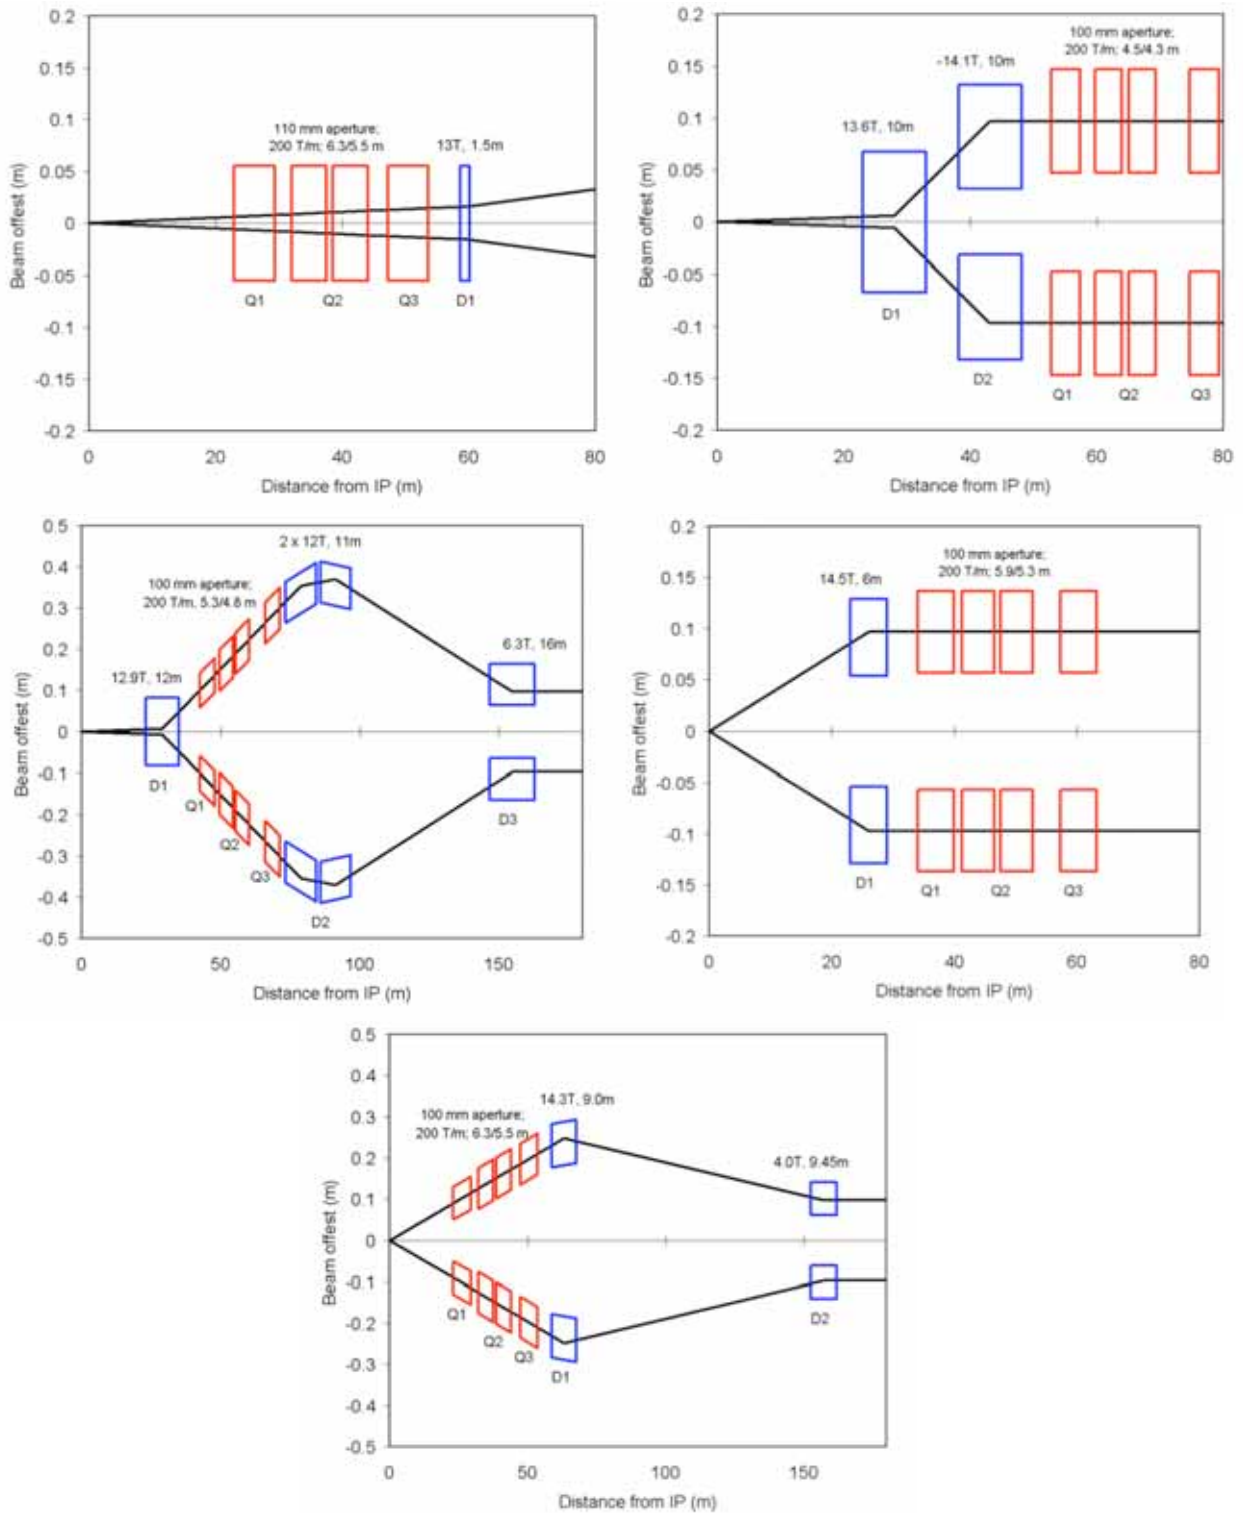 0.2
0.15
0.1
0.05
0
-0.05
-0.1
-0.15
-0.2
Beam offest (m)
110 mm aperture;
200 T/m; 6.3/5.5 m
13T, 1.5m
Q1
Q2
Q3
D1
0
20
40
60
80
Distance from IP (m)
0.2
0.15
0.1
0.05
0
-0.05
-0.1
-0.15
-0.2
Beam offest (m)
100 mm aperture;
200 T/m; 4.5/4.3 m
-14.1T, 10m
13.6T, 10m
D1
D2
Q1
Q2
Q3
0
20
40
60
80
Distance from IP (m)
0.5
0.4
0.3
0.2
0.1
0
-0.1
-0.2
-0.3
-0.4
-0.5
Beam offest (m)
2 x 12T, 11m
100 mm aperture;
200 T/m, 5.3/4.8 m
6.3T, 16m
12.9T, 12m
D1
Q1
Q2
Q3
D2
D3
0
50
100
150
Distance from IP (m)
0.2
0.15
0.1
0.05
0
-0.05
-0.1
-0.15
-0.2
Beam offest (m)
100 mm aperture;
200 T/m; 5.9/5.3 m
14.5T, 6m
D1
Q1
Q2
Q3
0
20
40
60
80
Distance from IP (m)
0.5
0.4
0.3
0.2
0.1
0
-0.1
-0.2
-0.3
-0.4
-0.5
Beam offest (m)
14.3T, 9.0m
100 mm aperture;
200 T/m; 6.3/5.5 m
4.0T, 9.45m
Q1
Q2
Q3
D1
D2
0
50
100
150
Distance from IP (m)